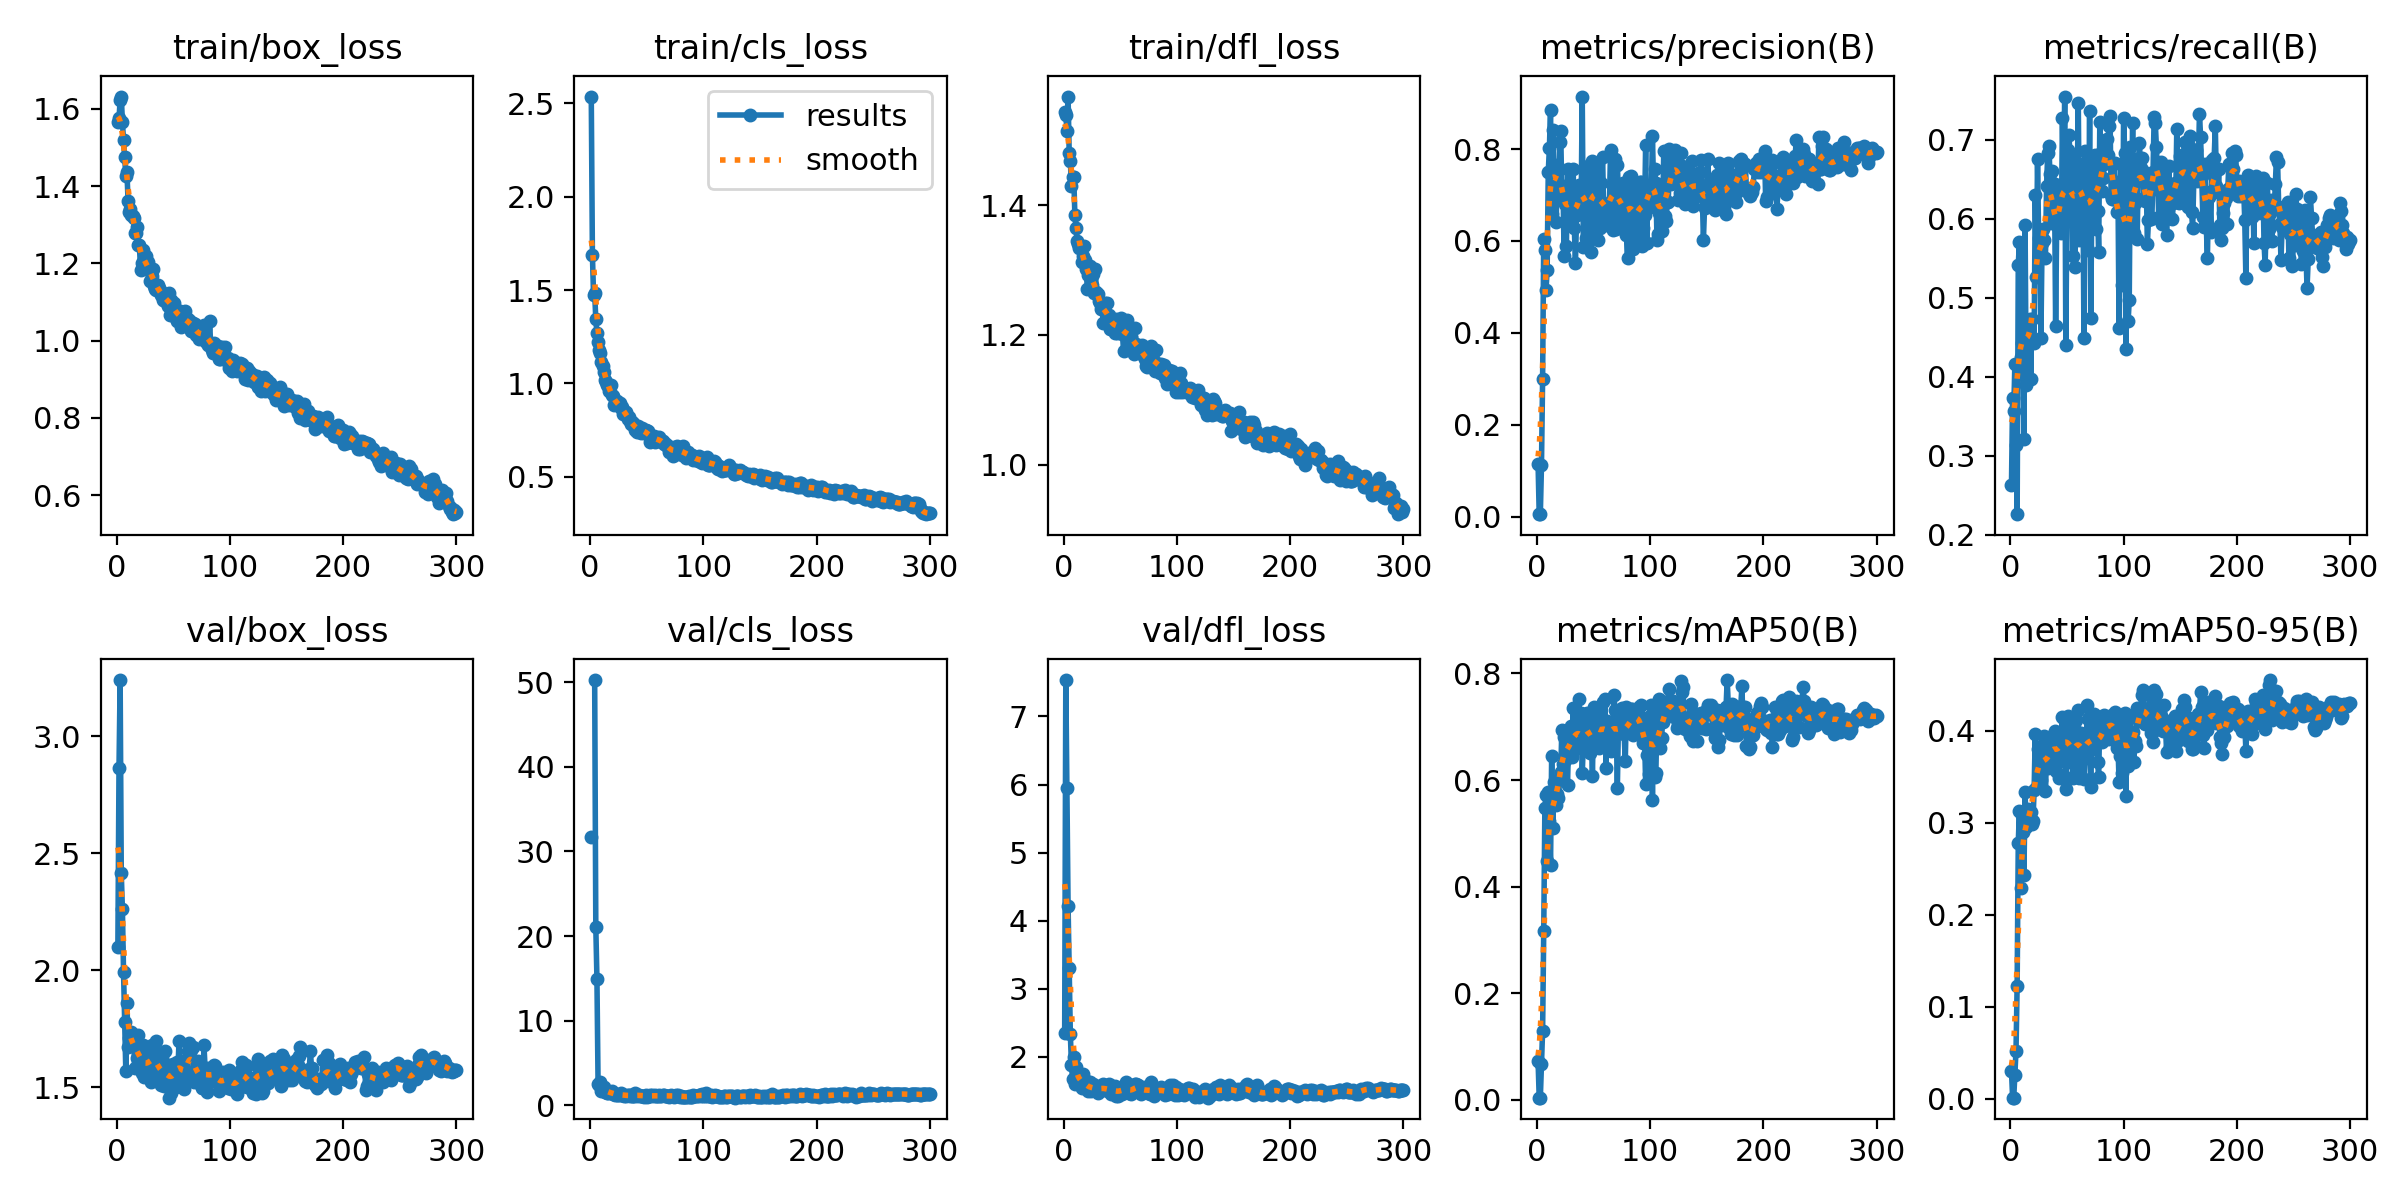 train/box_loss
1.6
1.4
1.2
1.0
0.8
0.6
0 100 200 300
train/cls_loss
results
smooth
2.5
2.0
1.5
1.0
0.5
0 100 200 300
train/dfl_loss
1.4
1.2
1.0
0 100 200 300
metrics/precision(B)
0.8
0.6
0.4
0.2
0.0
0 100 200 300
metrics/recall(B)
0.7
0.6
0.5
0.4
0.3
0.2
0 100 200 300
val/box_loss
3.0
2.5
2.0
1.5
0 100 200 300
val/cls_loss
50
40
30
20
10
0
0 100 200 300
val/dfl_loss
7
6
5
4
3
2
0 100 200 300
metrics/mAP50(B)
0.8
0.6
0.4
0.2
0.0
0 100 200 300
metrics/mAP50-95(B)
0.4
0.3
0.2
0.1
0.0
0 100 200 300